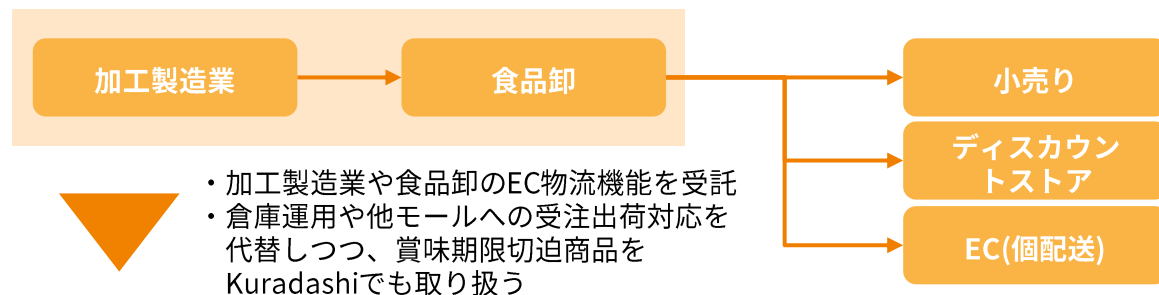 加工製造業
食品卸
小売り
ディスカウン
トストア
EC(個配送)
・加工製造業や食品卸のEC物流機能を受託
・倉庫運用や他モールへの受注出荷対応を
代替しつつ、賞味期限切迫商品を
Kuradashiでも取り扱う